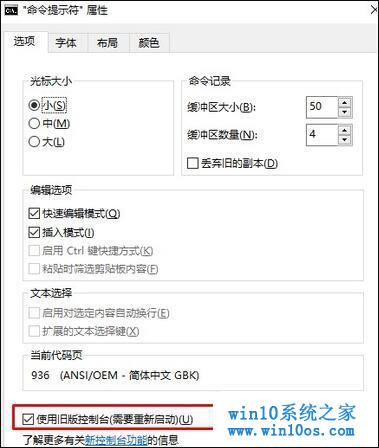 "命令提示符" 属性
选项 字体 布局 颜色
光标大小
小(S)
中(M)
大(L)
命令记录
缓冲区大小(B): 50
缓冲区数量(N): 4
丢弃旧的副本(D)
编辑选项
快速编辑模式(Q)
插入模式(I)
启用 Ctrl 键快捷方式(K)
粘贴时筛选剪贴板内容(F)
文本选择
启用对选定内容自动换行(E)
扩展的文本选择键(X)
当前代码页
936 (ANSI/OEM - 简体中文 GBK)
使用旧版控制台(需要重新启动)(U)
了解更多有关新控制台功能的信息
win10系统之家
www.win10os.com